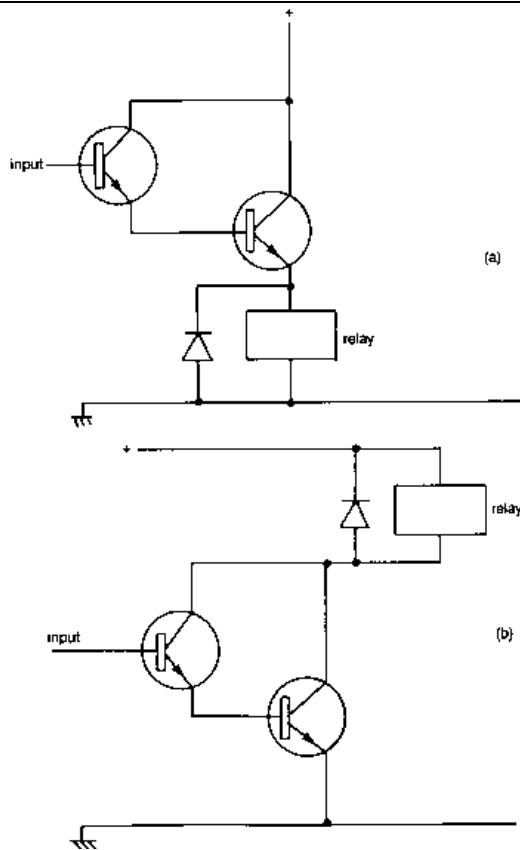 +
input
(a)
relay
+
relay
input
(b)